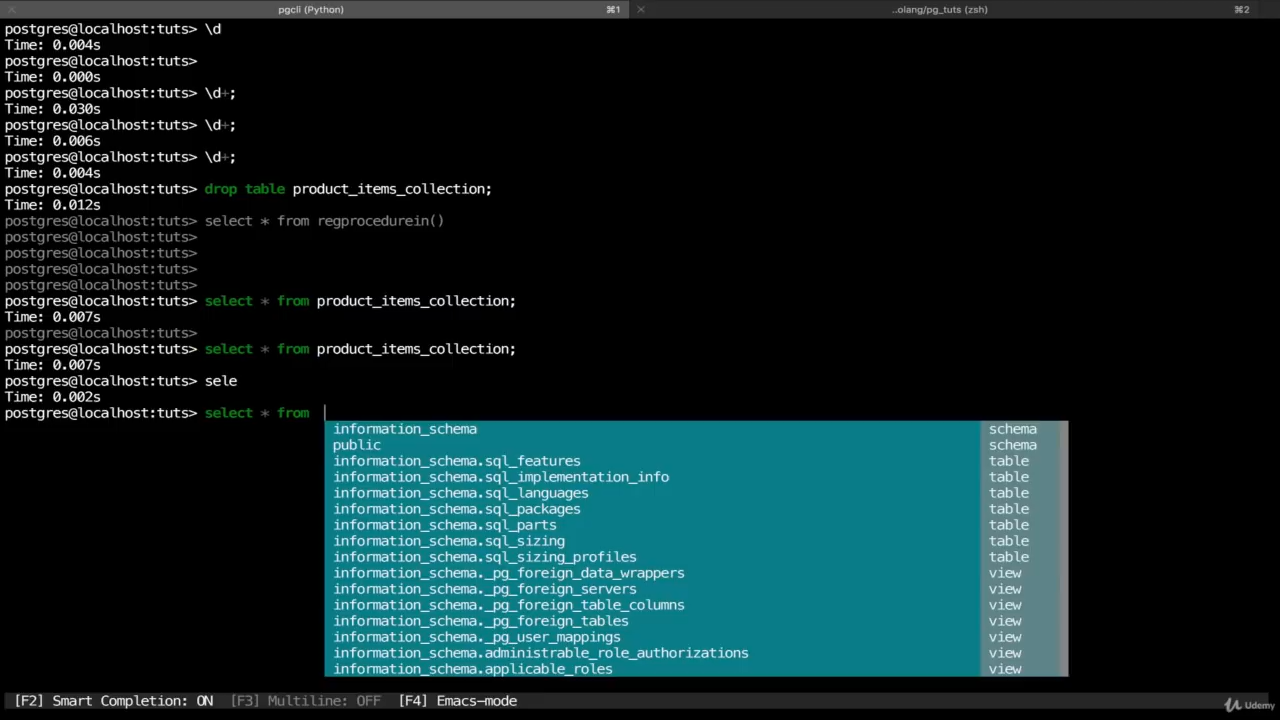 pgcli (Python) ⌘1 ..olang/pg_tuts (zsh) ⌘2
postgres@localhost:tuts> \d
Time: 0.004s
postgres@localhost:tuts>
Time: 0.000s
postgres@localhost:tuts> \d+;
Time: 0.030s
postgres@localhost:tuts> \d+;
Time: 0.006s
postgres@localhost:tuts> \d+;
Time: 0.004s
postgres@localhost:tuts> drop table product_items_collection;
Time: 0.012s
postgres@localhost:tuts> select * from regprocedurein()
postgres@localhost:tuts>
postgres@localhost:tuts>
postgres@localhost:tuts>
postgres@localhost:tuts>
postgres@localhost:tuts> select * from product_items_collection;
Time: 0.007s
postgres@localhost:tuts>
postgres@localhost:tuts> select * from product_items_collection;
Time: 0.007s
postgres@localhost:tuts> sele
Time: 0.002s
postgres@localhost:tuts> select * from
information_schema schema
public schema
information_schema.sql_features table
information_schema.sql_implementation_info table
information_schema.sql_languages table
information_schema.sql_packages table
information_schema.sql_parts table
information_schema.sql_sizing table
information_schema.sql_sizing_profiles table
information_schema._pg_foreign_data_wrappers view
information_schema._pg_foreign_servers view
information_schema._pg_foreign_table_columns view
information_schema._pg_foreign_tables view
information_schema._pg_user_mappings view
information_schema.administrable_role_authorizations view
information_schema.applicable_roles view
[F2] Smart Completion: ON [F3] Multiline: OFF [F4] Emacs-mode
Udemy